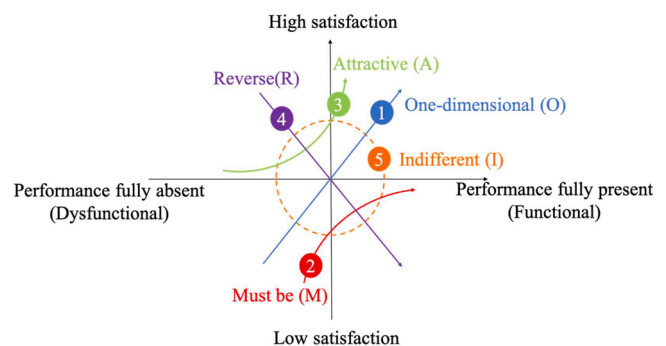 High satisfaction
Attractive (A)
Reverse(R)
3
4
1
One-dimensional (O)
5
Indifferent (I)
Performance fully absent
(Dysfunctional)
Performance fully present
(Functional)
2
Must be (M)
Low satisfaction